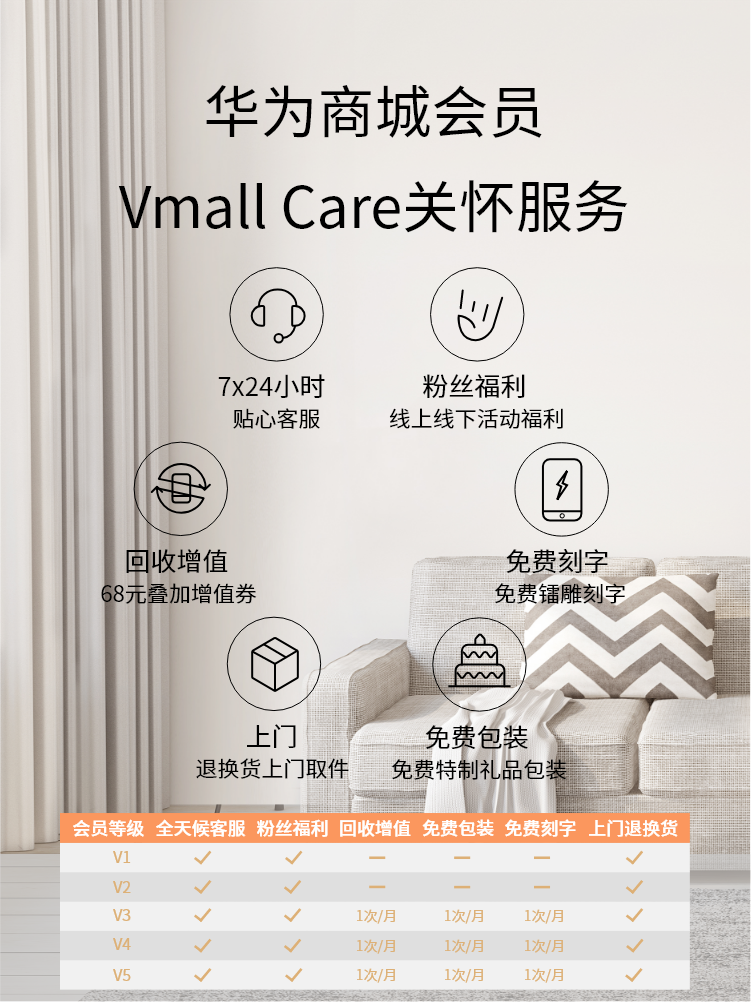 华为商城会员
Vmall Care关怀服务
7x24小时
贴心客服
粉丝福利
线上线下活动福利
回收增值
68元叠加增值券
免费刻字
免费镭雕刻字
上门
退换货上门取件
免费包装
免费特制礼品包装
会员等级 全天候客服 粉丝福利 回收增值 免费包装 免费刻字 上门退换货
V1 ✓ ✓ — — — ✓
V2 ✓ ✓ — — — ✓
V3 ✓ ✓ 1次/月 1次/月 1次/月 ✓
V4 ✓ ✓ 1次/月 1次/月 1次/月 ✓
V5 ✓ ✓ 1次/月 1次/月 1次/月 ✓